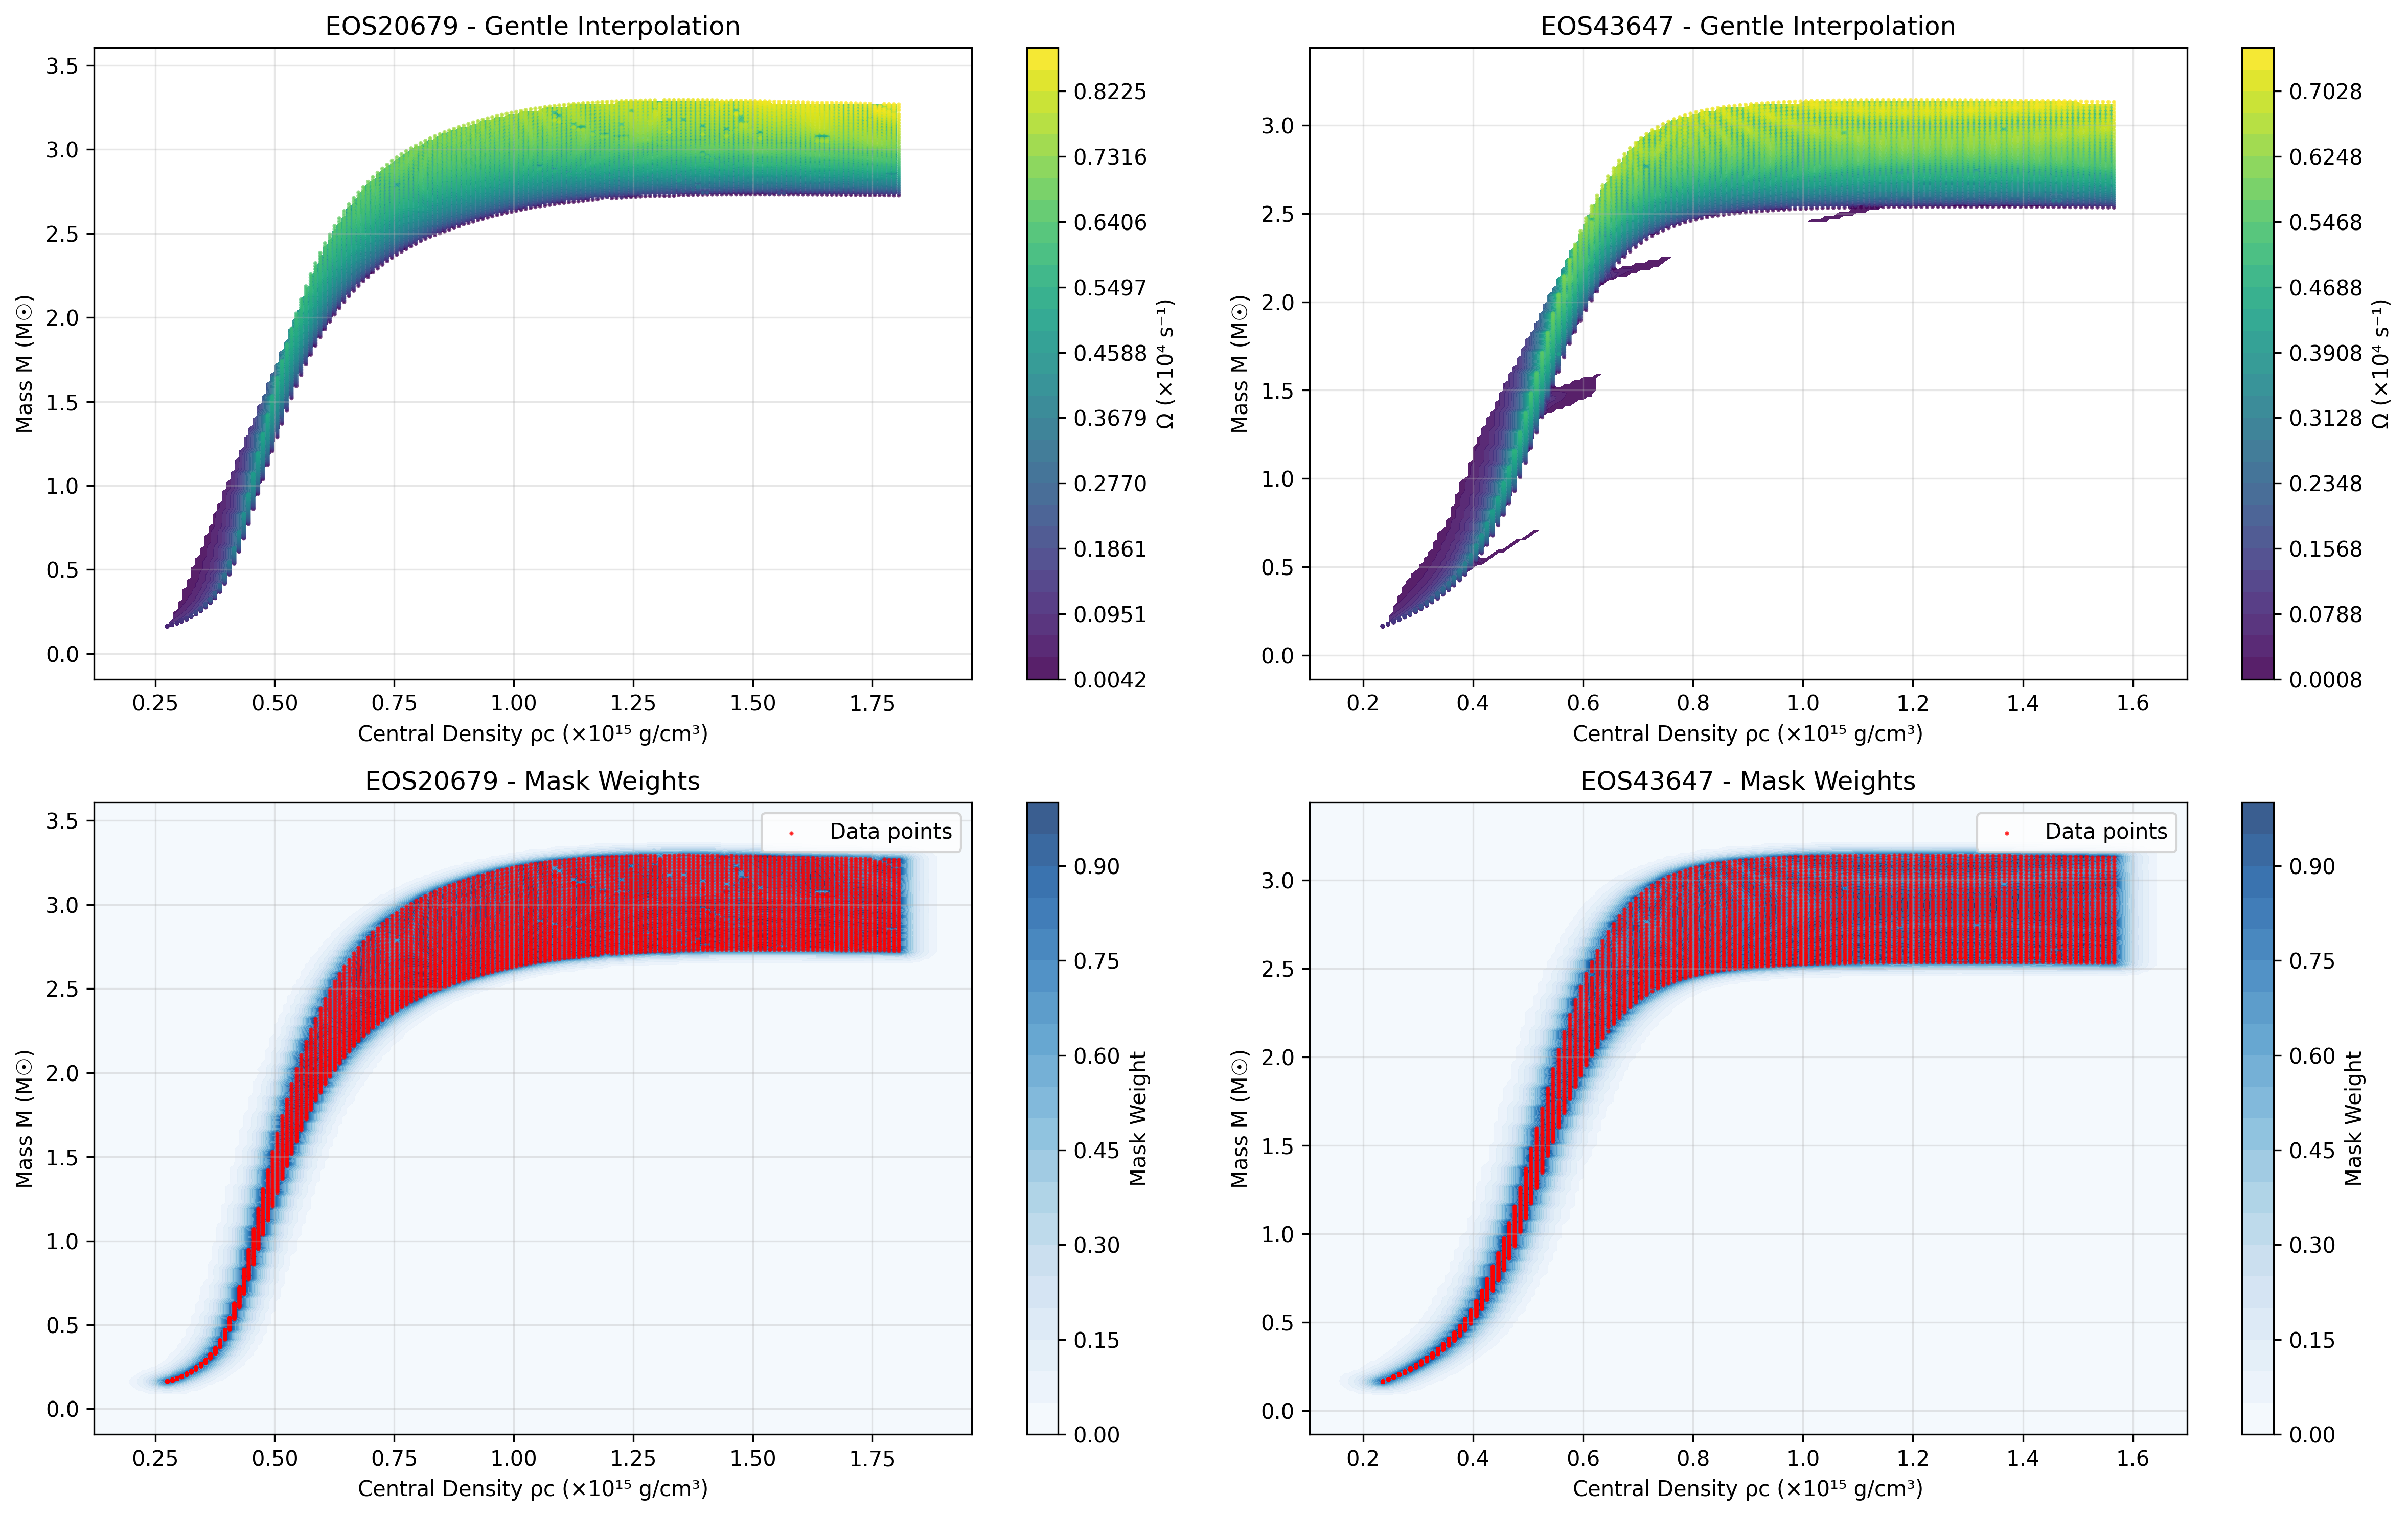 EOS20679 - Gentle Interpolation
3.5
3.0
2.5
2.0
1.5
1.0
0.5
0.0
Mass M (M☉)
0.25 0.50 0.75 1.00 1.25 1.50 1.75
Central Density ρc (×10¹⁵ g/cm³)
0.8225
0.7316
0.6406
0.5497
0.4588
0.3679
0.2770
0.1861
0.0951
0.0042
Ω (×10⁴ s⁻¹)
EOS43647 - Gentle Interpolation
3.0
2.5
2.0
1.5
1.0
0.5
0.0
Mass M (M☉)
0.2 0.4 0.6 0.8 1.0 1.2 1.4 1.6
Central Density ρc (×10¹⁵ g/cm³)
0.7028
0.6248
0.5468
0.4688
0.3908
0.3128
0.2348
0.1568
0.0788
0.0008
Ω (×10⁴ s⁻¹)
EOS20679 - Mask Weights
Data points
3.5
3.0
2.5
2.0
1.5
1.0
0.5
0.0
Mass M (M☉)
0.25 0.50 0.75 1.00 1.25 1.50 1.75
Central Density ρc (×10¹⁵ g/cm³)
0.90
0.75
0.60
0.45
0.30
0.15
0.00
Mask Weight
EOS43647 - Mask Weights
Data points
3.0
2.5
2.0
1.5
1.0
0.5
0.0
Mass M (M☉)
0.2 0.4 0.6 0.8 1.0 1.2 1.4 1.6
Central Density ρc (×10¹⁵ g/cm³)
0.90
0.75
0.60
0.45
0.30
0.15
0.00
Mask Weight